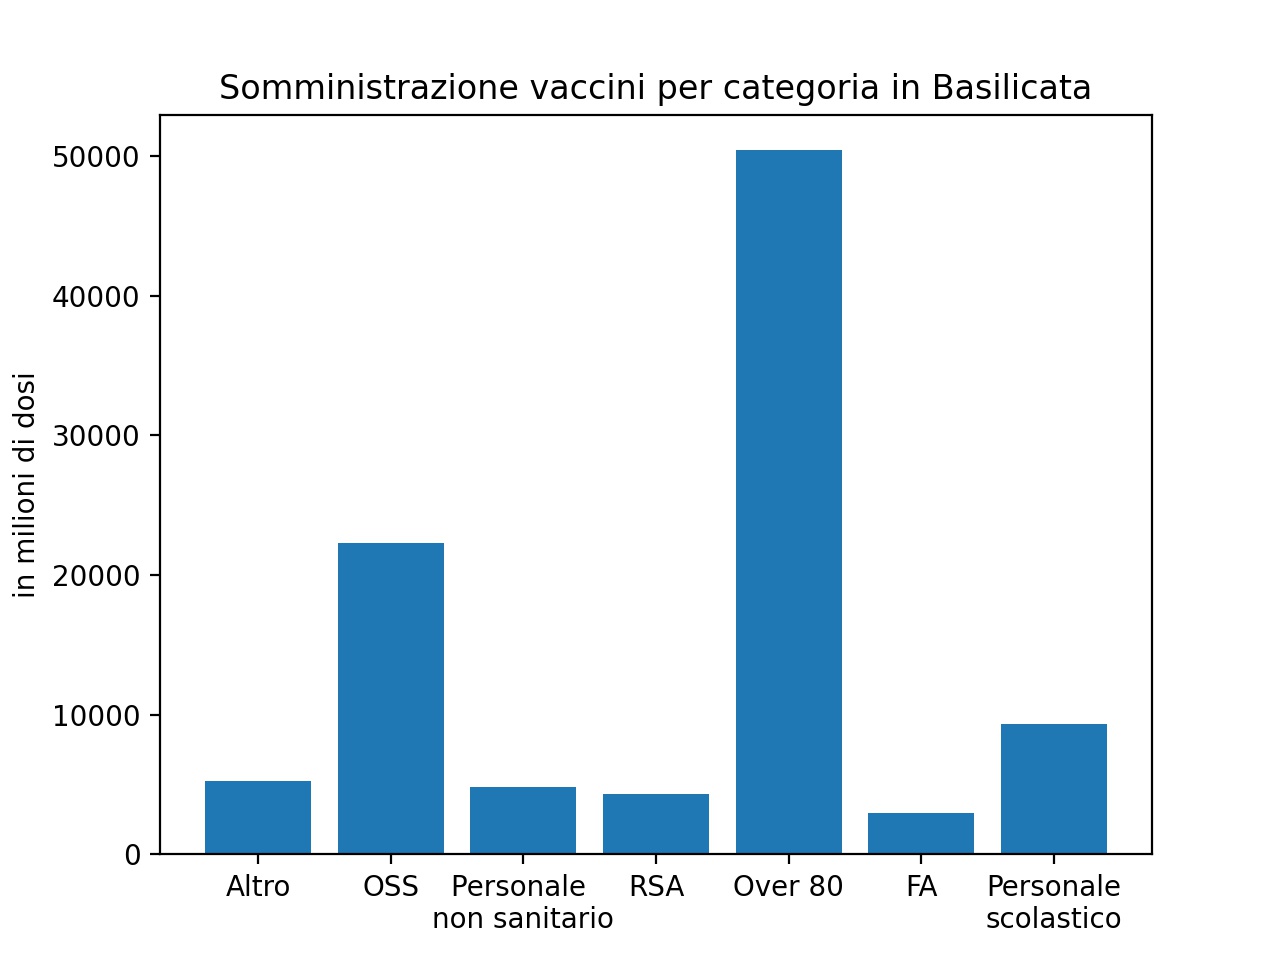 Somministrazione vaccini per categoria in Basilicata
in milioni di dosi
50000
40000
30000
20000
10000
0
Altro
OSS
Personale
non sanitario
RSA
Over 80
FA
Personale
scolastico